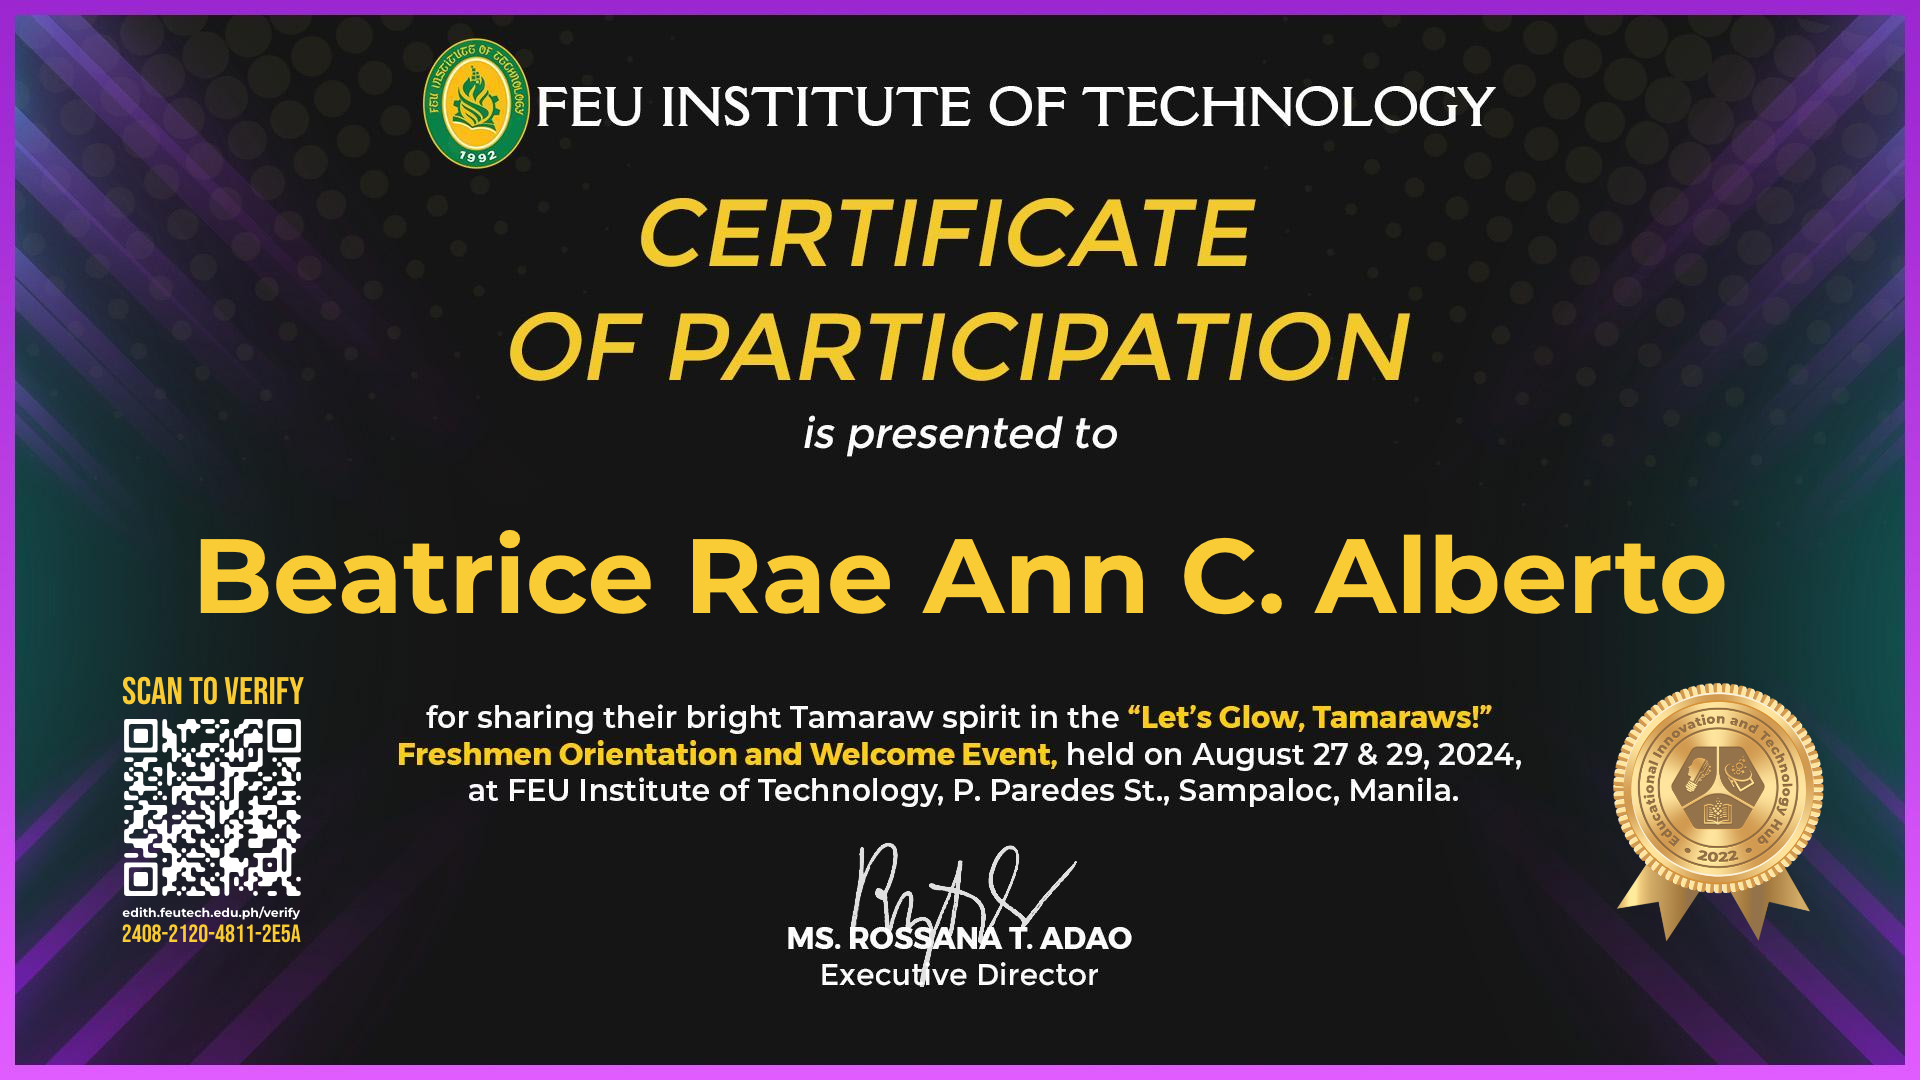 FEU INSTITUTE OF TECHNOLOGY
1992
FEU INSTITUTE OF TECHNOLOGY
CERTIFICATE
OF PARTICIPATION
is presented to
Beatrice Rae Ann C. Alberto
SCAN TO VERIFY
edith.feutech.edu.ph/verify
2408-2120-4811-2E5A
for sharing their bright Tamaraw spirit in the “Let’s Glow, Tamaraws!”
Freshmen Orientation and Welcome Event, held on August 27 & 29, 2024,
at FEU Institute of Technology, P. Paredes St., Sampaloc, Manila.
MS. ROSSANA T. ADAO
Executive Director
Educational Innovation and Technology Hub
• 2022 •